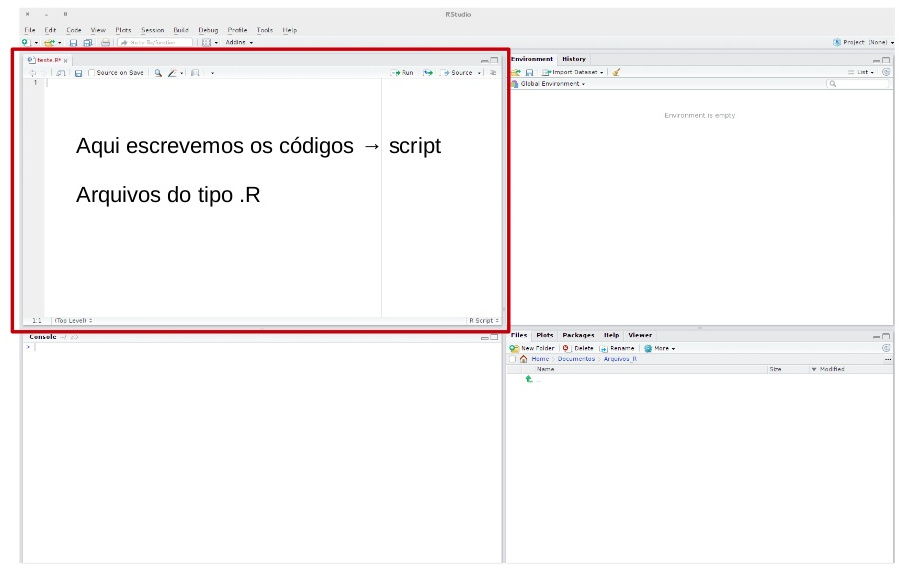 RStudio
File Edit Code View Plots Session Build Debug Profile Tools Help
Go to file/function Addins Project: (None)
teste.R*
Source on Save Run Source
1
Aqui escrevemos os códigos → script
Arquivos do tipo .R
1:1 (Top Level) R Script
Console
>
Environment History
Import Dataset List
Global Environment
Environment is empty
Files Plots Packages Help Viewer
New Folder Delete Rename More
Home Documentos Arquivos_R
Name Size Modified
..